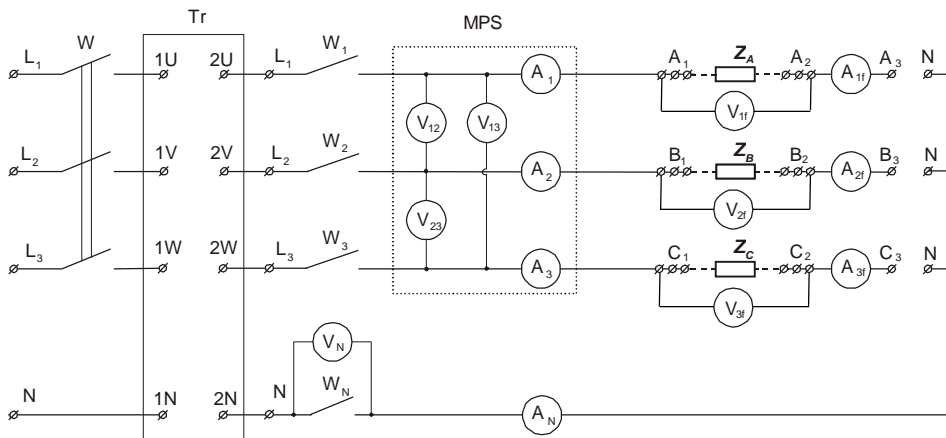 Tr
MPS
L1 W 1U 2U L1 W1 A1 A1 ZA A2 A1f A3 N
V12 V13 V1f
L2 1V 2V L2 W2 A2 B1 ZB B2 A2f B3 N
V23 V2f
L3 1W 2W L3 W3 A3 C1 ZC C2 A3f C3 N
V3f
VN
N 1N 2N N WN AN